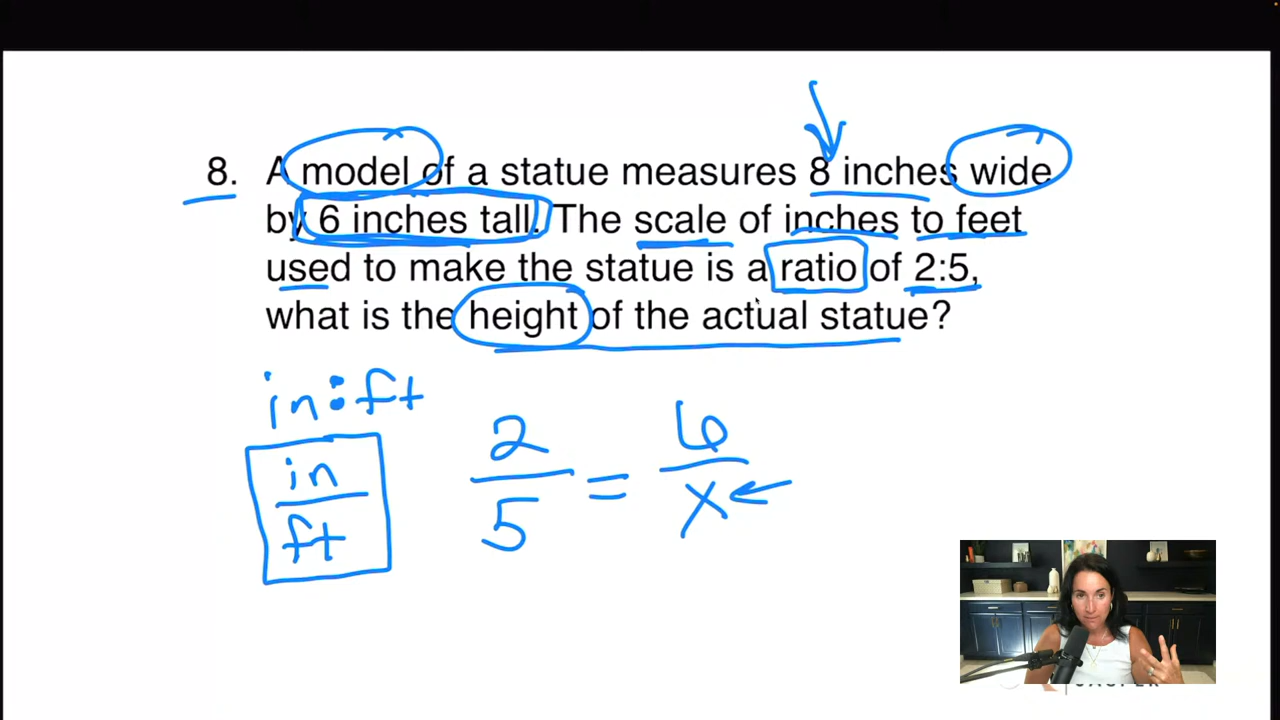 8. A model of a statue measures 8 inches wide
by 6 inches tall. The scale of inches to feet
used to make the statue is a ratio of 2:5,
what is the height of the actual statue?
in:ft
in
ft
2
5
=
6
x